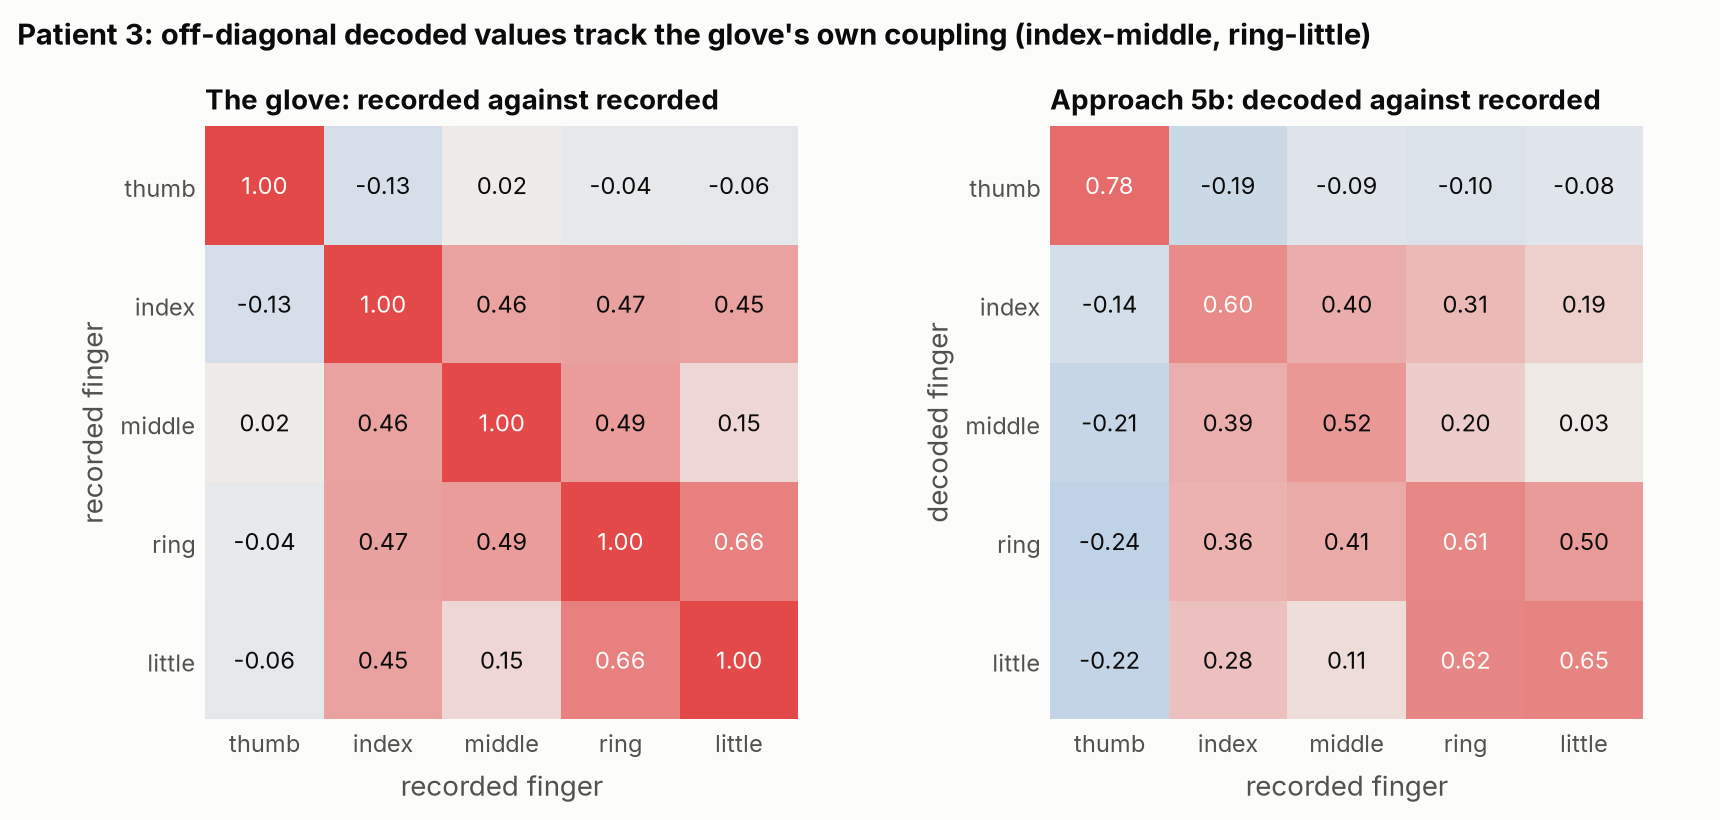 Patient 3: off-diagonal decoded values track the glove's own coupling (index-middle, ring-little)
The glove: recorded against recorded
recorded finger
thumb 1.00 -0.13 0.02 -0.04 -0.06
index -0.13 1.00 0.46 0.47 0.45
middle 0.02 0.46 1.00 0.49 0.15
ring -0.04 0.47 0.49 1.00 0.66
little -0.06 0.45 0.15 0.66 1.00
thumb index middle ring little
recorded finger
Approach 5b: decoded against recorded
decoded finger
thumb 0.78 -0.19 -0.09 -0.10 -0.08
index -0.14 0.60 0.40 0.31 0.19
middle -0.21 0.39 0.52 0.20 0.03
ring -0.24 0.36 0.41 0.61 0.50
little -0.22 0.28 0.11 0.62 0.65
thumb index middle ring little
recorded finger